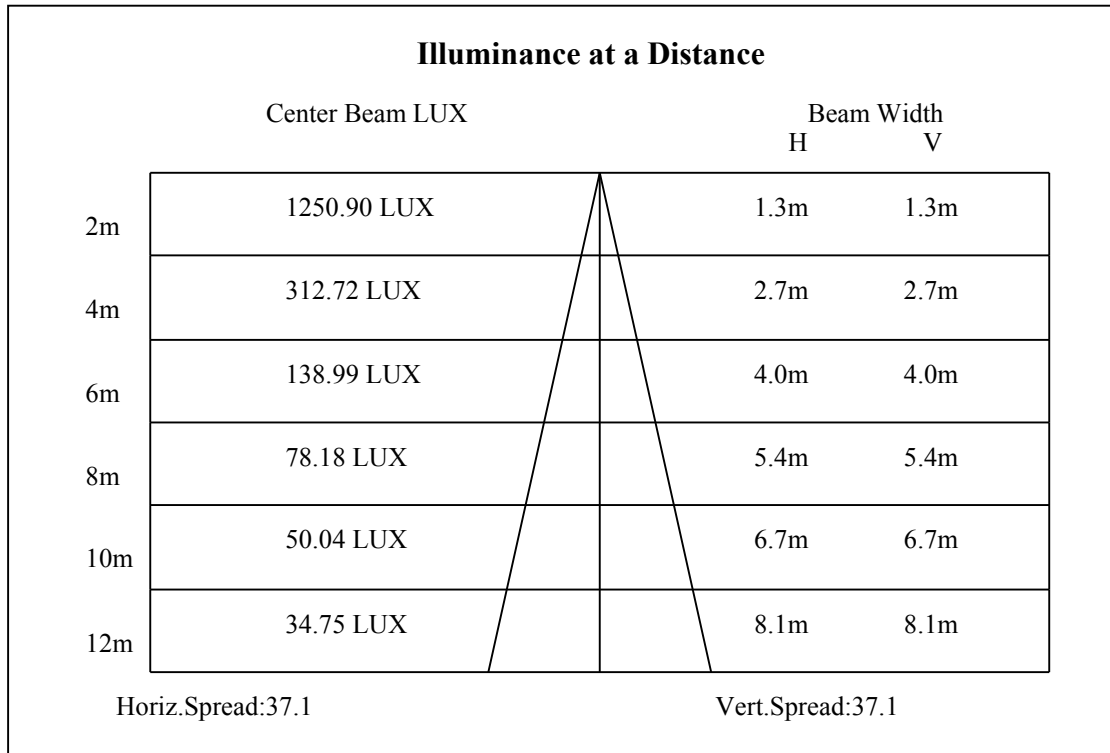 Illuminance at a Distance
Center Beam LUX Beam Width
H V
2m 1250.90 LUX 1.3m 1.3m
4m 312.72 LUX 2.7m 2.7m
6m 138.99 LUX 4.0m 4.0m
8m 78.18 LUX 5.4m 5.4m
10m 50.04 LUX 6.7m 6.7m
12m 34.75 LUX 8.1m 8.1m
Horiz.Spread:37.1 Vert.Spread:37.1